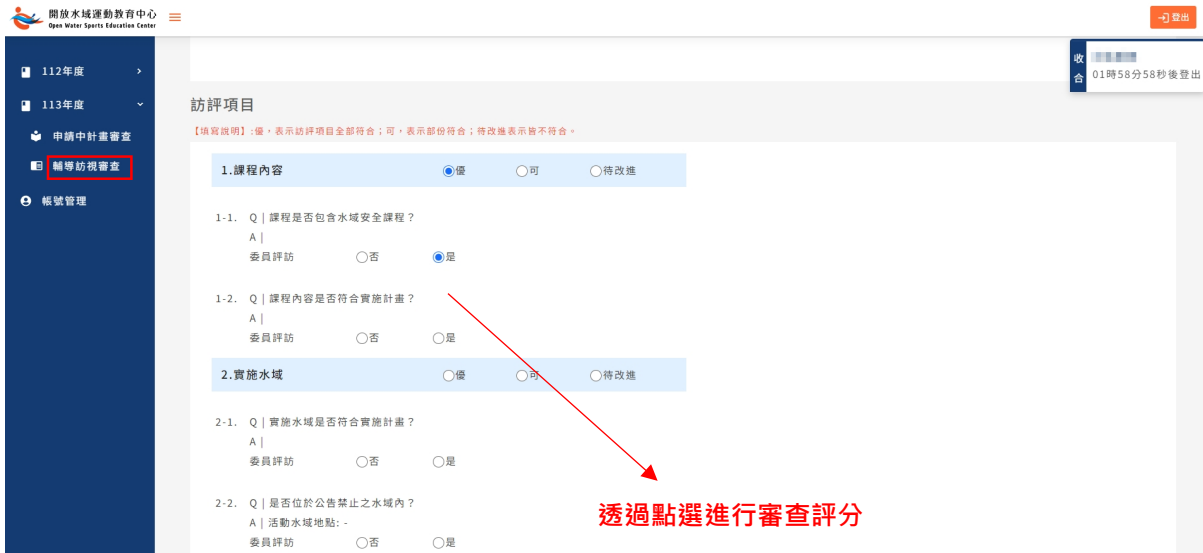 開放水域運動教育中心
Open Water Sports Education Center
登出
收合
01時58分58秒後登出
112年度
113年度
申請中計畫審查
輔導訪視審查
帳號管理
訪評項目
【填寫說明】:優，表示訪評項目全部符合；可，表示部份符合；待改進表示皆不符合。
1.課程內容 優 可 待改進
1-1. Q | 課程是否包含水域安全課程？
A |
委員評訪 否 是
1-2. Q | 課程內容是否符合實施計畫？
A |
委員評訪 否 是
2.實施水域 優 可 待改進
2-1. Q | 實施水域是否符合實施計畫？
A |
委員評訪 否 是
2-2. Q | 是否位於公告禁止之水域內？
A | 活動水域地點: -
委員評訪 否 是
透過點選進行審查評分